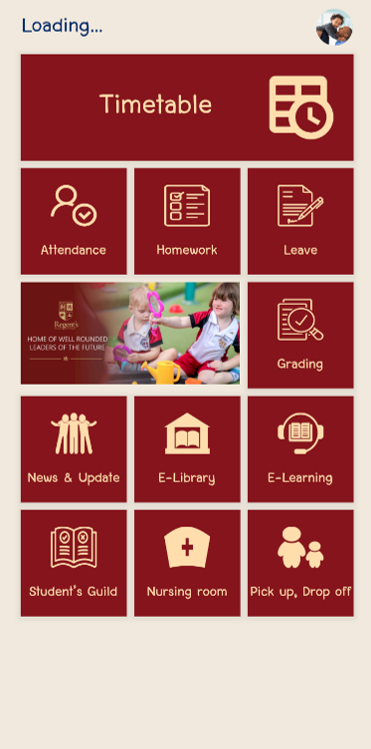 Loading...
Timetable
Attendance
Homework
Leave
Regent's
HOME OF WELL ROUNDED
LEADERS OF THE FUTURE
Grading
News & Update
E-Library
E-Learning
Student's Guild
Nursing room
Pick up, Drop off